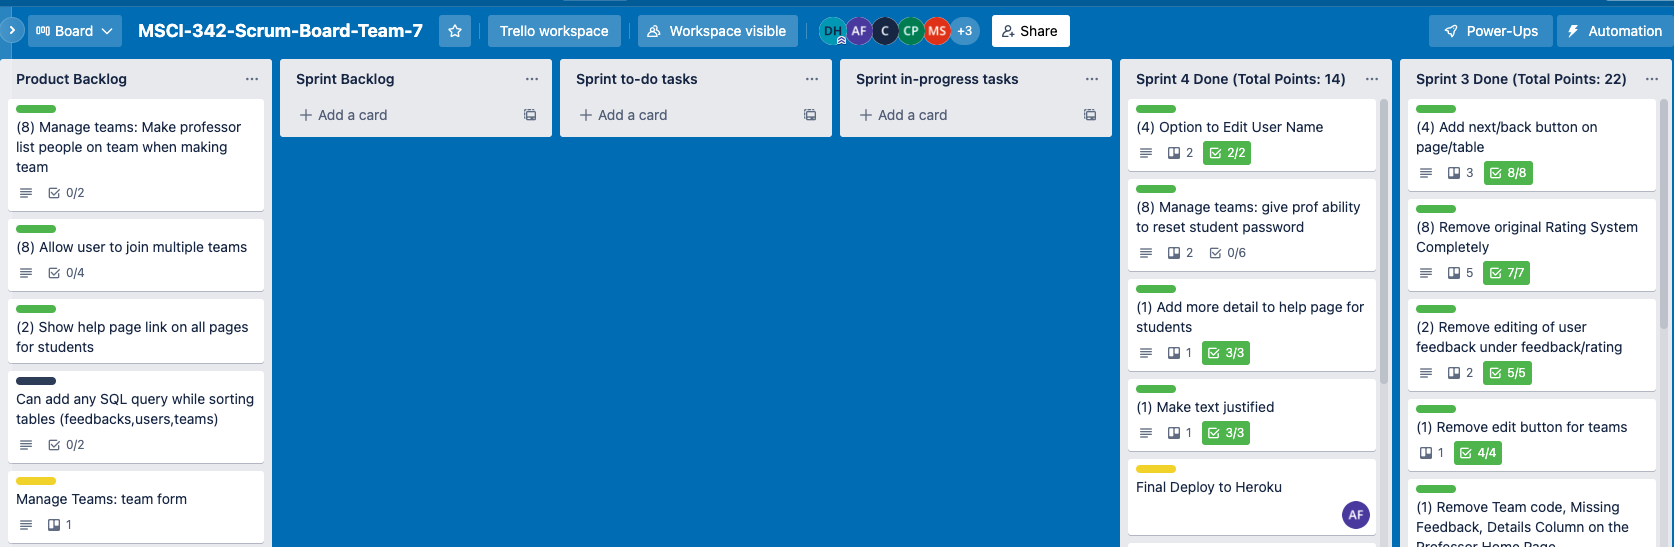 Board
MSCI-342-Scrum-Board-Team-7
Trello workspace
Workspace visible
DH
AF
C
CP
MS
+3
Share
Power-Ups
Automation
Product Backlog
(8) Manage teams: Make professor
list people on team when making
team
0/2
(8) Allow user to join multiple teams
0/4
(2) Show help page link on all pages
for students
Can add any SQL query while sorting
tables (feedbacks,users,teams)
0/2
Manage Teams: team form
1
Sprint Backlog
Add a card
Sprint to-do tasks
Add a card
Sprint in-progress tasks
Add a card
Sprint 4 Done (Total Points: 14)
(4) Option to Edit User Name
2 2/2
(8) Manage teams: give prof ability
to reset student password
2 0/6
(1) Add more detail to help page for
students
1 3/3
(1) Make text justified
1 3/3
Final Deploy to Heroku
AF
Sprint 3 Done (Total Points: 22)
(4) Add next/back button on
page/table
3 8/8
(8) Remove original Rating System
Completely
5 7/7
(2) Remove editing of user
feedback under feedback/rating
2 5/5
(1) Remove edit button for teams
1 4/4
(1) Remove Team code, Missing
Feedback, Details Column on the
Professor Home Page